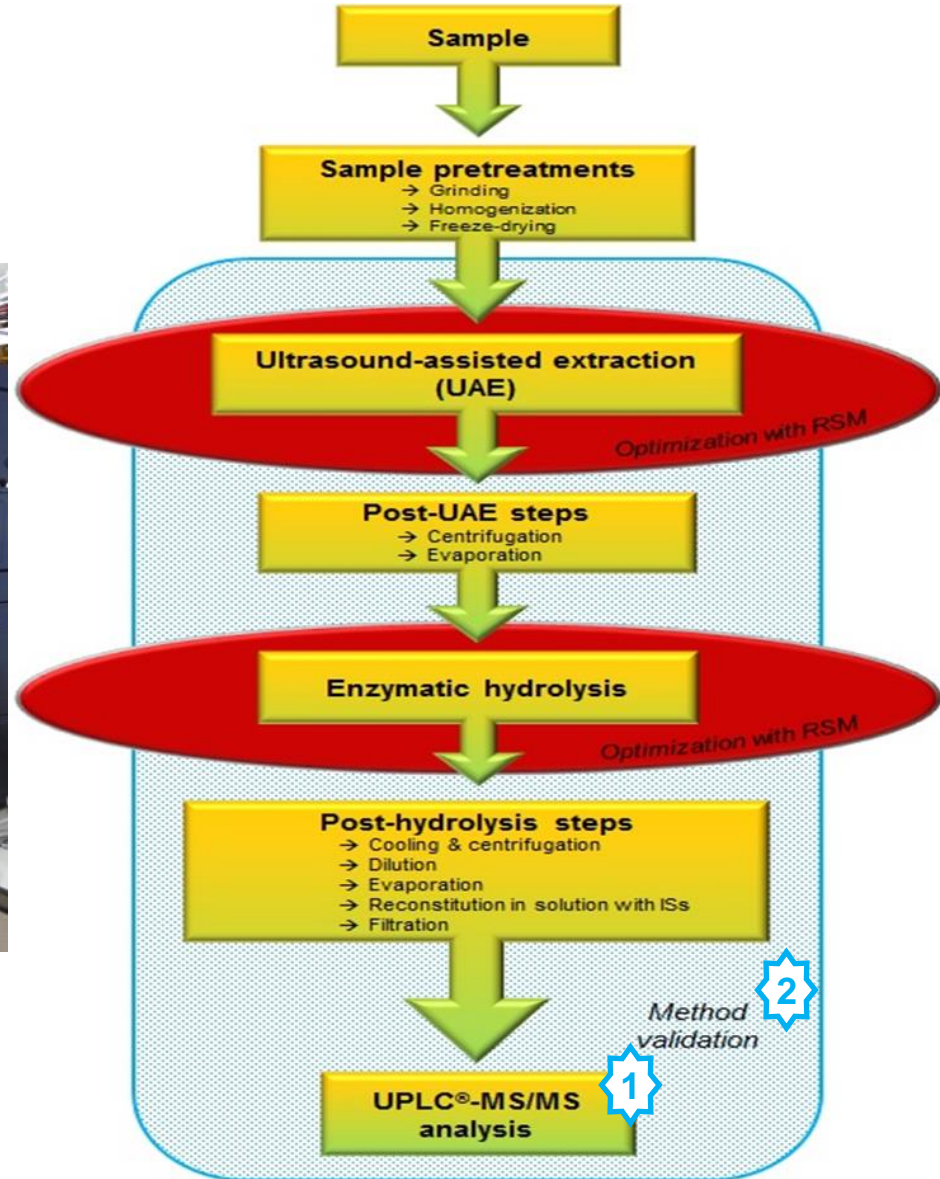 Sample
Sample pretreatments
→ Grinding
→ Homogenization
→ Freeze-drying
Ultrasound-assisted extraction
(UAE)
Optimization with RSM
Post-UAE steps
→ Centrifugation
→ Evaporation
Enzymatic hydrolysis
Optimization with RSM
Post-hydrolysis steps
→ Cooling & centrifugation
→ Dilution
→ Evaporation
→ Reconstitution in solution with ISs
→ Filtration
2
Method
validation
1
UPLC®-MS/MS
analysis